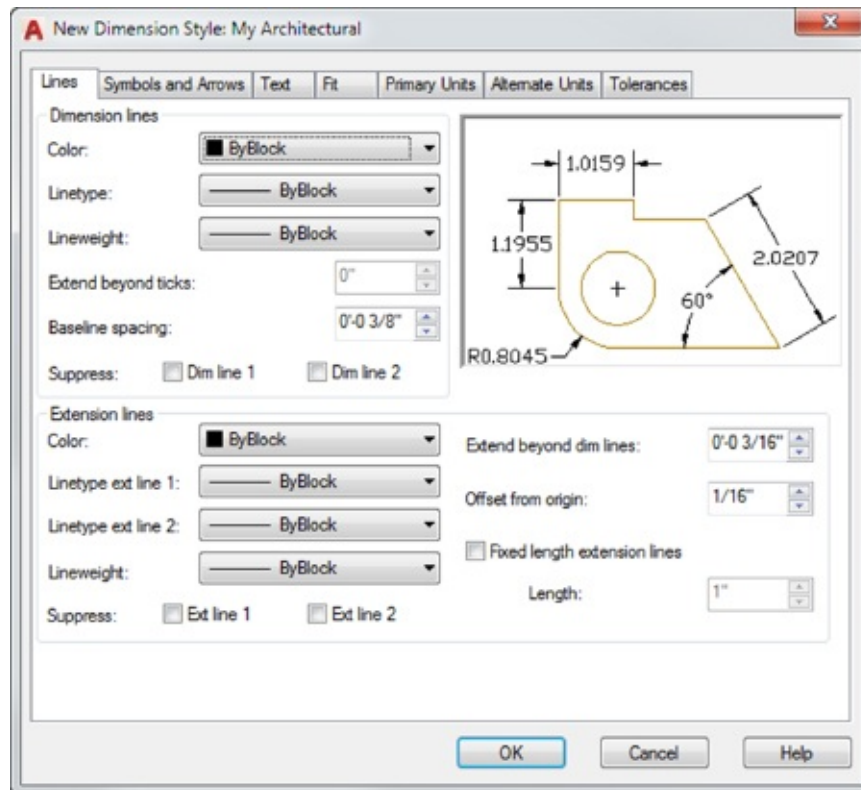 A New Dimension Style: My Architectural
Lines Symbols and Arrows Text Fit Primary Units Alternate Units Tolerances
Dimension lines
Color: ByBlock
Linetype: ByBlock
Lineweight: ByBlock
Extend beyond ticks: 0"
Baseline spacing: 0'-0 3/8"
Suppress: Dim line 1 Dim line 2
1.0159
1.1955
2.0207
60°
R0.8045
Extension lines
Color: ByBlock
Linetype ext line 1: ByBlock
Linetype ext line 2: ByBlock
Lineweight: ByBlock
Suppress: Ext line 1 Ext line 2
Extend beyond dim lines: 0'-0 3/16"
Offset from origin: 1/16"
Fixed length extension lines
Length: 1"
OK Cancel Help